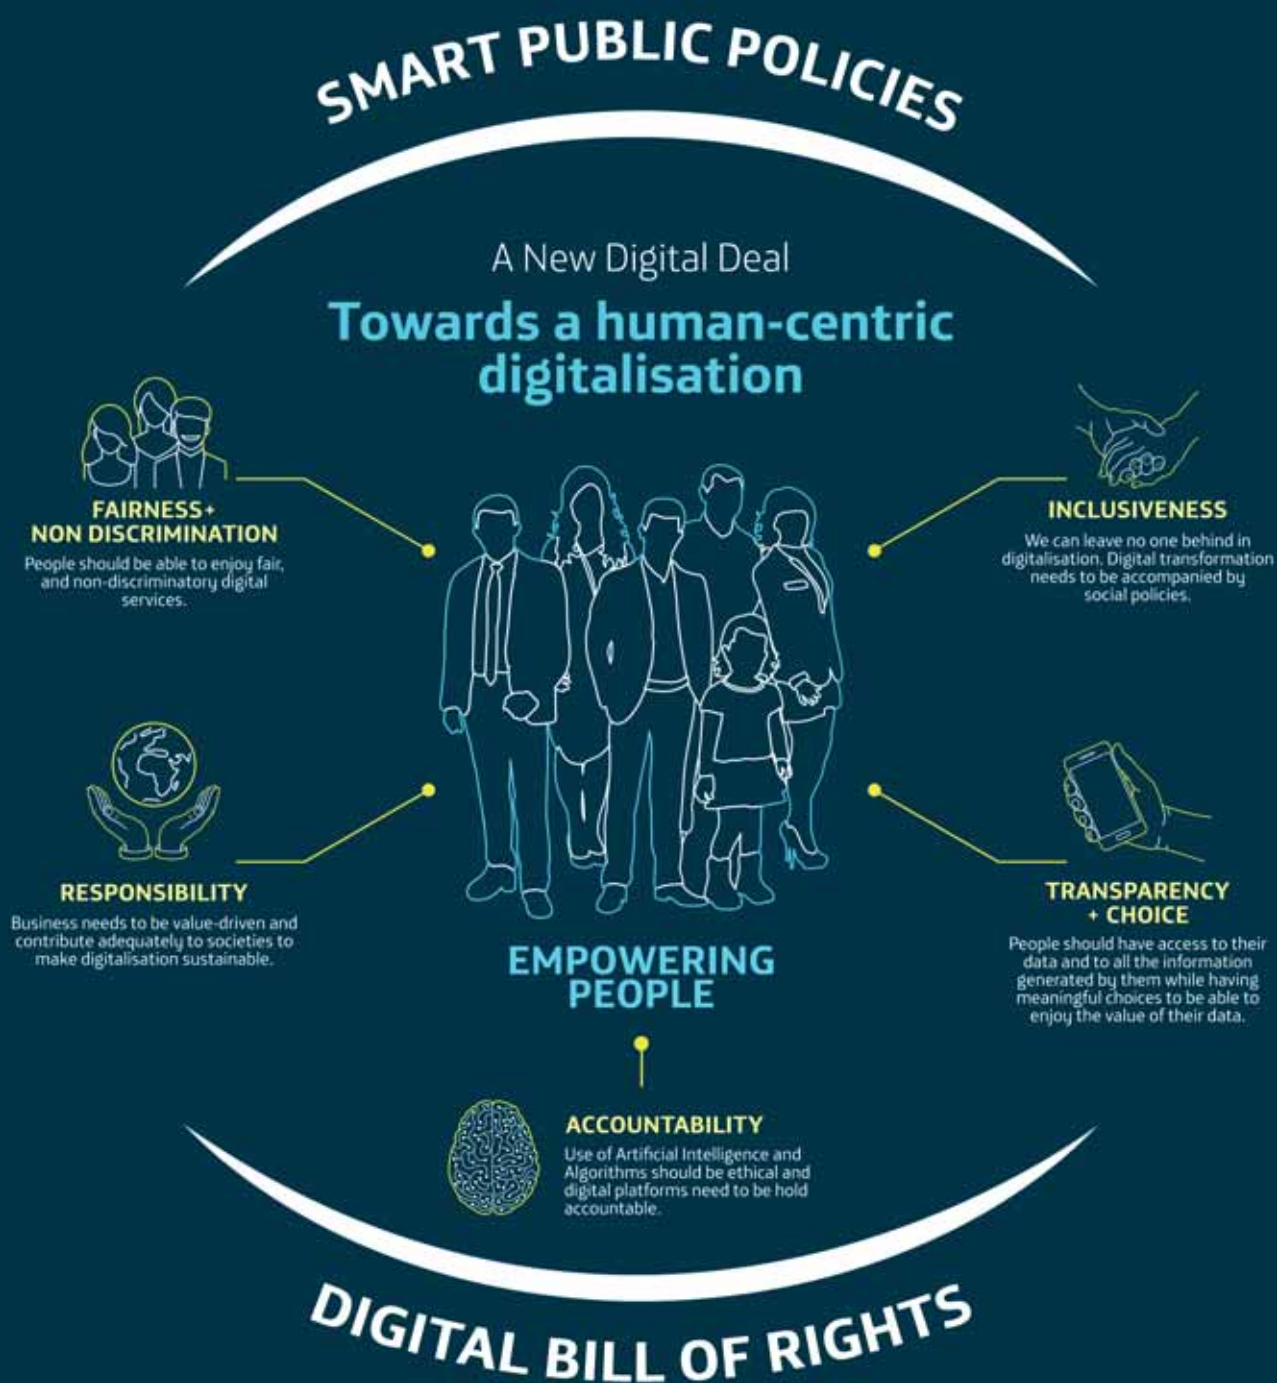 SMART PUBLIC POLICIES
A New Digital Deal
Towards a human-centric
digitalisation
FAIRNESS+
NON DISCRIMINATION
People should be able to enjoy fair,
and non-discriminatory digital
services.
INCLUSIVENESS
We can leave no one behind in
digitalisation. Digital transformation
needs to be accompanied by
social policies.
RESPONSIBILITY
Business needs to be value-driven and
contribute adequately to societies to
make digitalisation sustainable.
TRANSPARENCY
+ CHOICE
People should have access to their
data and to all the information
generated by them while having
meaningful choices to be able to
enjoy the value of their data.
EMPOWERING
PEOPLE
ACCOUNTABILITY
Use of Artificial Intelligence and
Algorithms should be ethical and
digital platforms need to be hold
accountable.
DIGITAL BILL OF RIGHTS